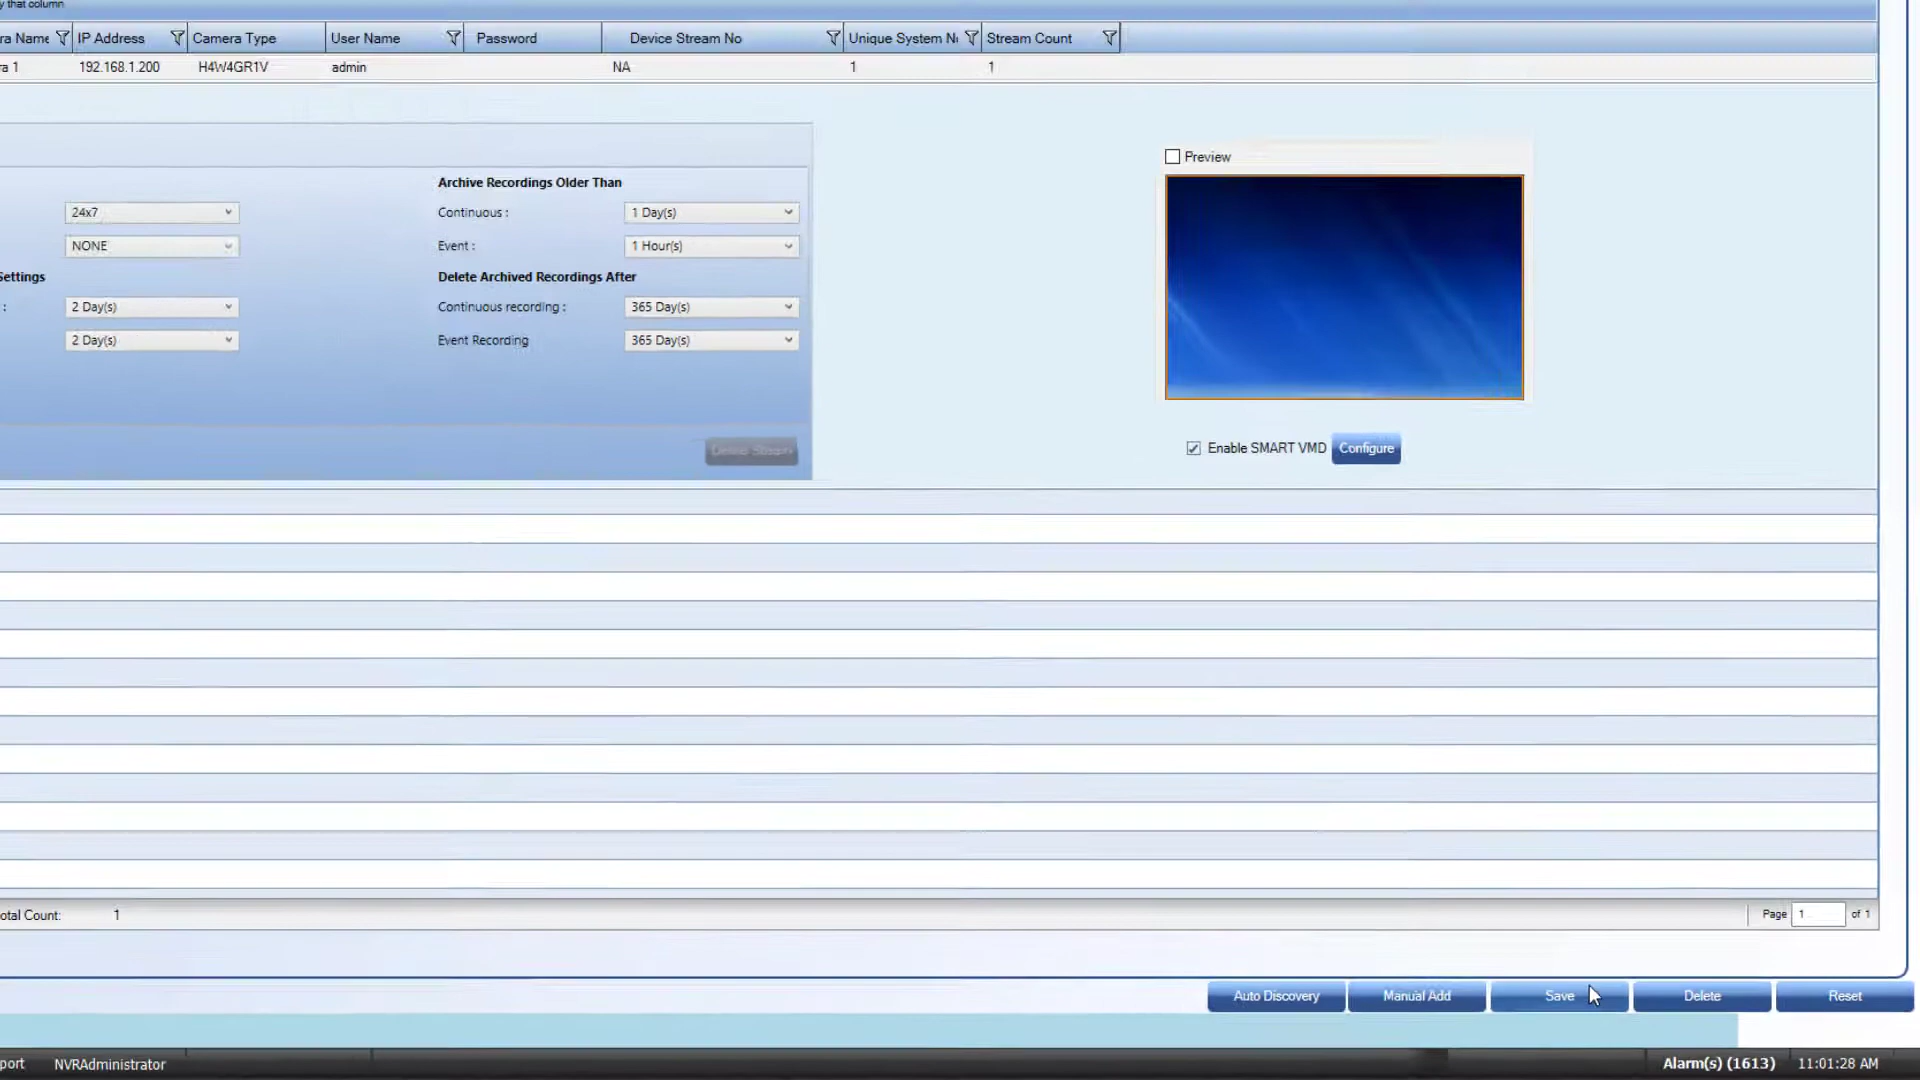 y that column
ra Name IP Address Camera Type User Name Password Device Stream No Unique System N Stream Count
ra 1 192.168.1.200 H4W4GR1V admin NA 1 1
Preview
Archive Recordings Older Than
24x7 Continuous : 1 Day(s)
NONE Event : 1 Hour(s)
Settings Delete Archived Recordings After
: 2 Day(s) Continuous recording : 365 Day(s)
2 Day(s) Event Recording 365 Day(s)
Delete Stream
Enable SMART VMD Configure
otal Count: 1 Page 1 of 1
Auto Discovery Manual Add Save Delete Reset
port NVRAdministrator Alarm(s) (1613) 11:01:28 AM